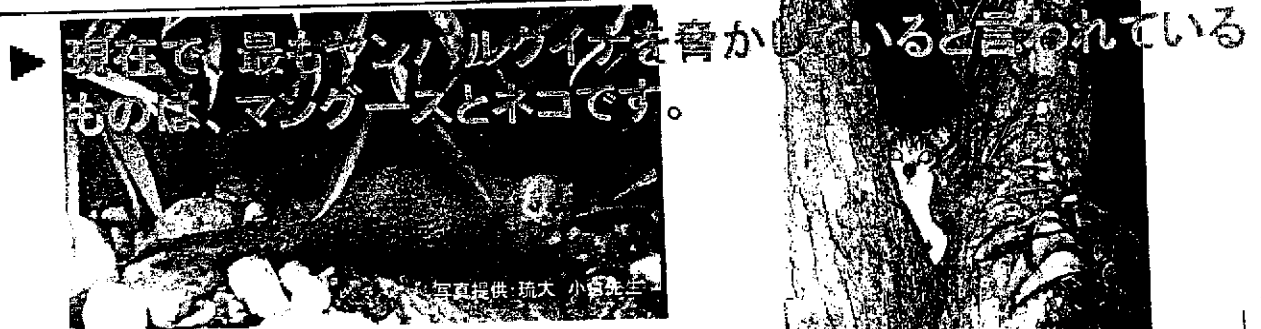 ▶現在で、最もヤンバルクイナを脅かしていると言われている
ものは、マングースとネコです。
写真提供:琉大 小倉先生